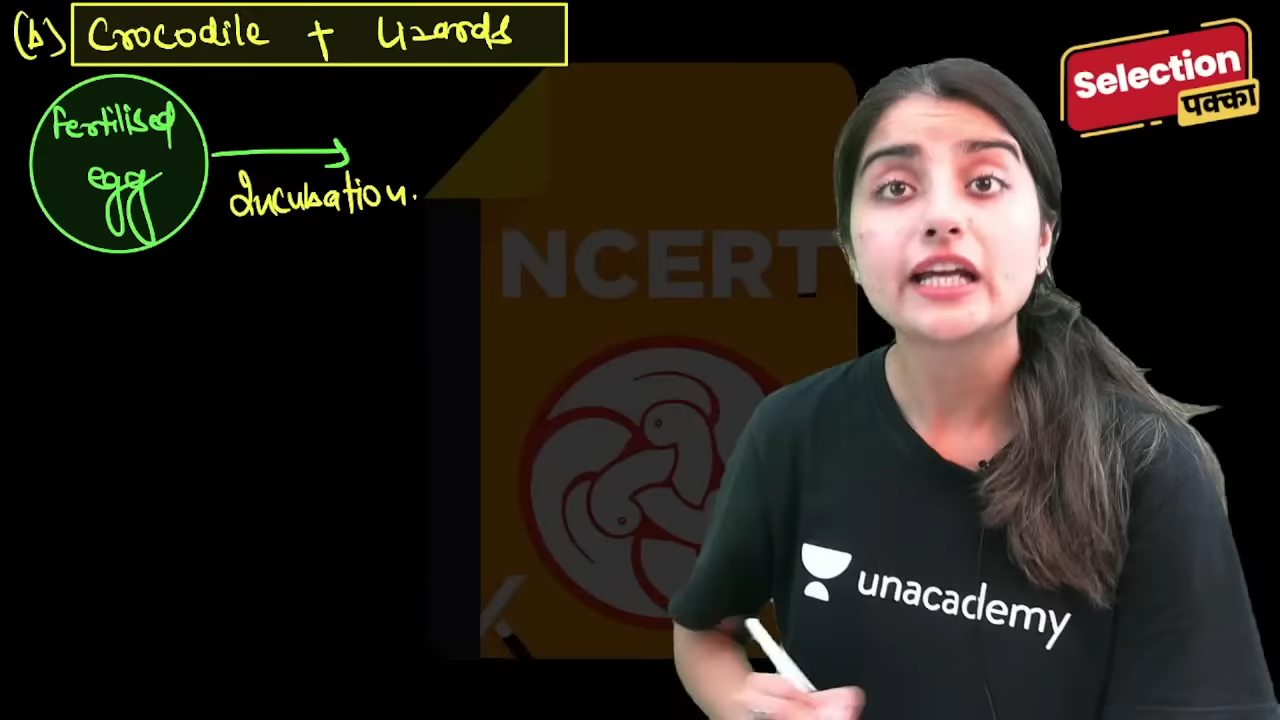 (b) Crocodile + Lizards
fertilised
egg
Incubation.
NCERT
Selection
पक्का
unacademy